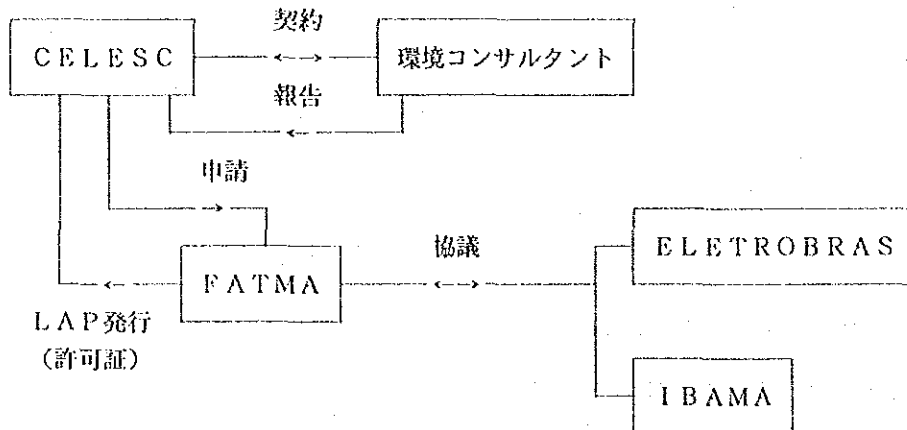 契約
CELESC
環境コンサルタント
報告
申請
協議
ELETROBRAS
FATMA
LAP発行
(許可証)
IBAMA